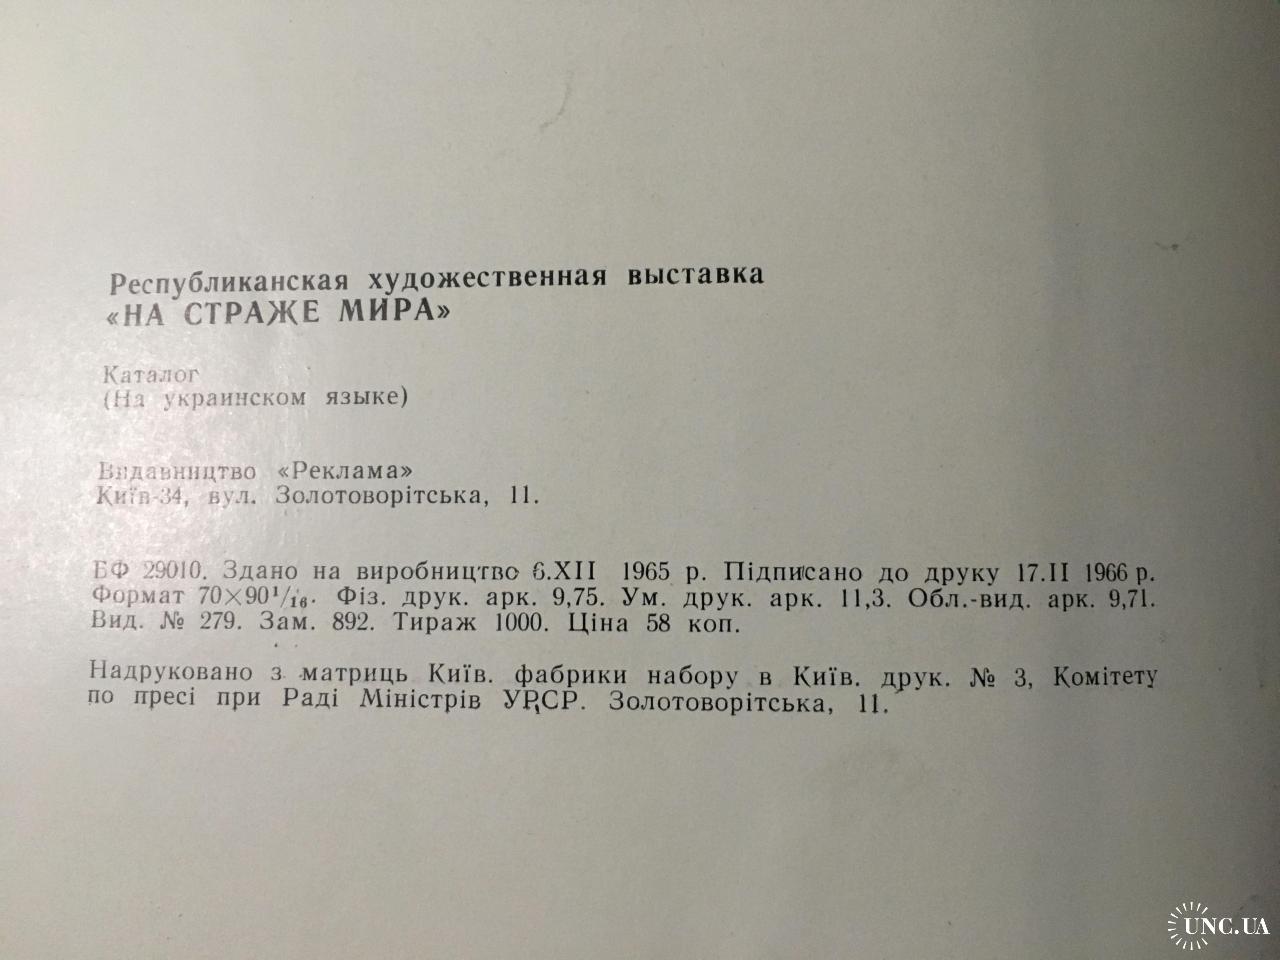 Республиканская художественная выставка
«НА СТРАЖЕ МИРА»
Каталог
(На украинском языке)
Видавництво «Реклама»
Київ-34, вул. Золотоворітська, 11.
БФ 29010. Здано на виробництво 6.XII 1965 р. Підписано до друку 17.II 1966 р.
Формат 70×90¹/₁₆. Фіз. друк. арк. 9,75. Ум. друк. арк. 11,3. Обл.-вид. арк. 9,71.
Вид. № 279. Зам. 892. Тираж 1000. Ціна 58 коп.
Надруковано з матриць Київ. фабрики набору в Київ. друк. № 3, Комітету
по пресі при Раді Міністрів УРСР. Золотоворітська, 11.
UNC.UA